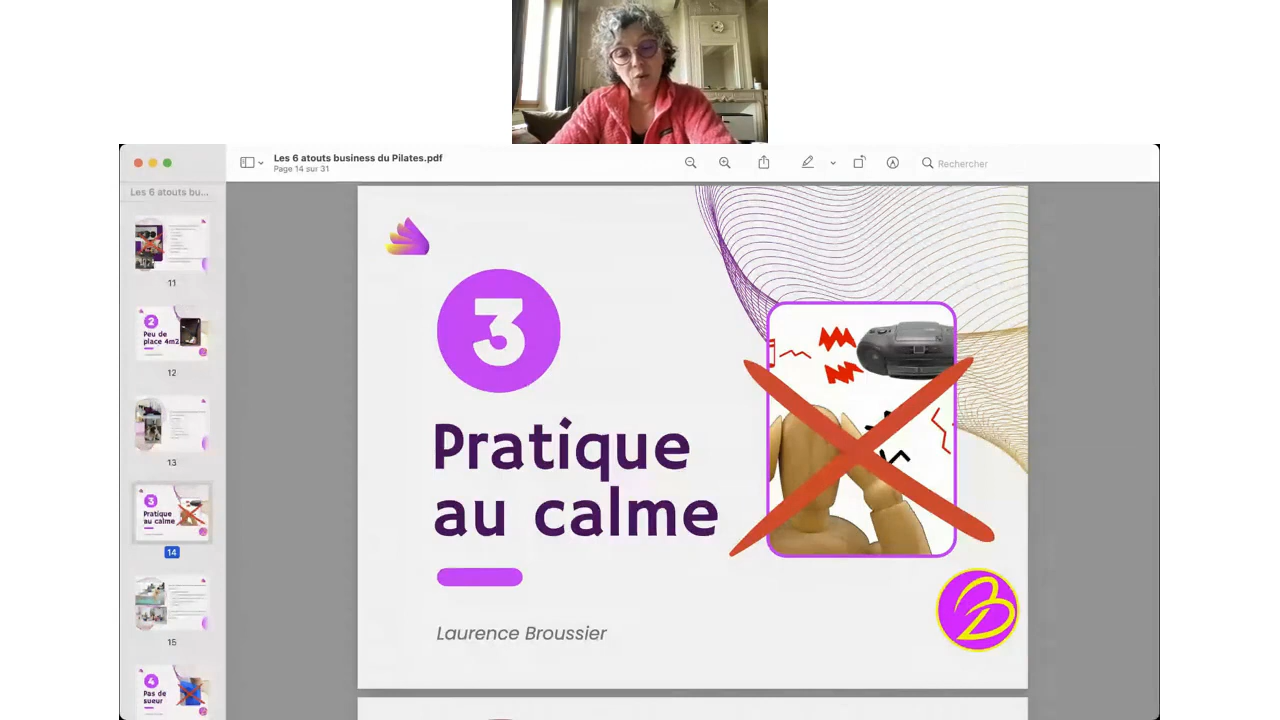 Les 6 atouts business du Pilates.pdf
Page 14 sur 31
Rechercher
Les 6 atouts bu...
11
2
Peu de
place 4m2
12
13
3
Pratique
au calme
14
15
4
Pas de
sueur
3
Pratique
au calme
Laurence Broussier
B